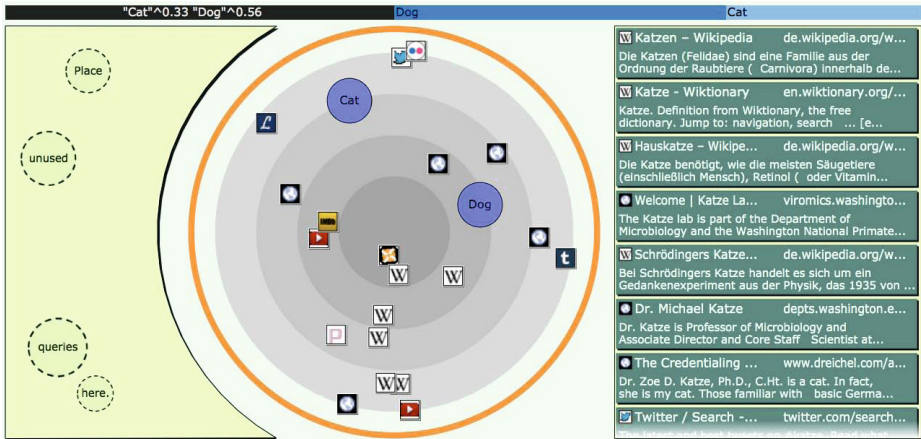 "Cat"^0.33 "Dog"^0.56
Dog
Cat
Place
unused
queries
here.
Cat
Dog
IMDb
L
t
P
W
W
W
W
W
W
W Katzen – Wikipedia de.wikipedia.org/w...
Die Katzen (Felidae) sind eine Familie aus der
Ordnung der Raubtiere ( Carnivora) innerhalb de...
W Katze - Wiktionary en.wiktionary.org/...
Katze. Definition from Wiktionary, the free
dictionary. Jump to: navigation, search ... [e...
W Hauskatze – Wikipe... de.wikipedia.org/w...
Die Katze benötigt, wie die meisten Säugetiere
(einschließlich Mensch), Retinol ( oder Vitamin...
Welcome | Katze La... viromics.washingto...
The Katze lab is part of the Department of
Microbiology and the Washington National Primate...
W Schrödingers Katze... de.wikipedia.org/w...
Bei Schrödingers Katze handelt es sich um ein
Gedankenexperiment aus der Physik, das 1935 von ...
Dr. Michael Katze depts.washington.e...
Dr. Katze is Professor of Microbiology and
Associate Director and Core Staff Scientist at...
The Credentialing ... www.dreichel.com/a...
Dr. Zoe D. Katze, Ph.D., C.Ht. is a cat. In fact,
she is my cat. Those familiar with basic Germa...
Twitter / Search -... twitter.com/search...